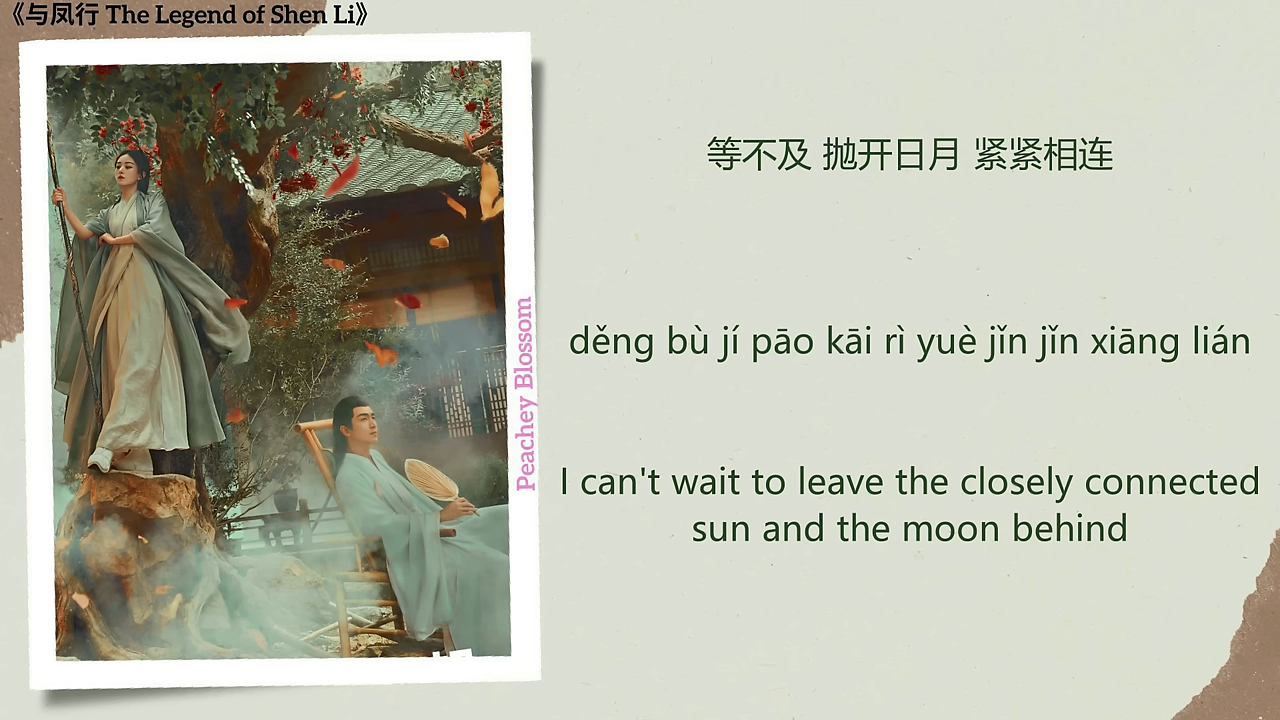 《与凤行 The Legend of Shen Li》
等不及 抛开日月 紧紧相连
děng bù jí pāo kāi rì yuè jǐn jǐn xiāng lián
Peachey Blossom
I can't wait to leave the closely connected
sun and the moon behind